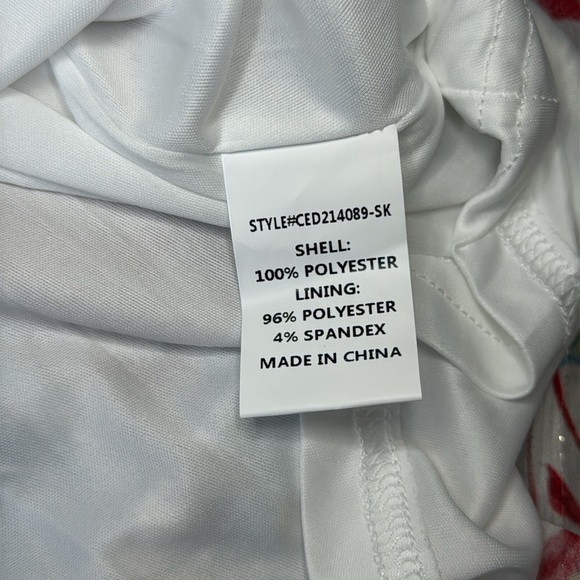 STYLE#CED214089-SK
SHELL:
100% POLYESTER
LINING:
96% POLYESTER
4% SPANDEX
MADE IN CHINA